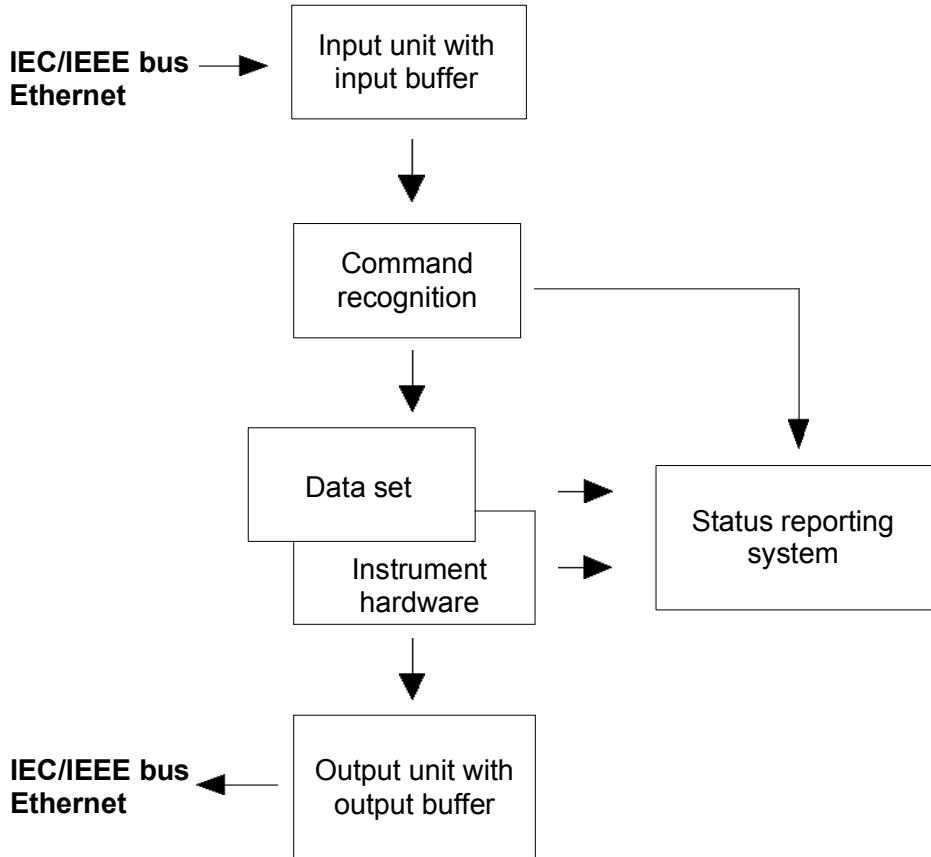 IEC/IEEE bus
Ethernet
Input unit with
input buffer
Command
recognition
Data set
Instrument
hardware
Status reporting
system
IEC/IEEE bus
Ethernet
Output unit with
output buffer